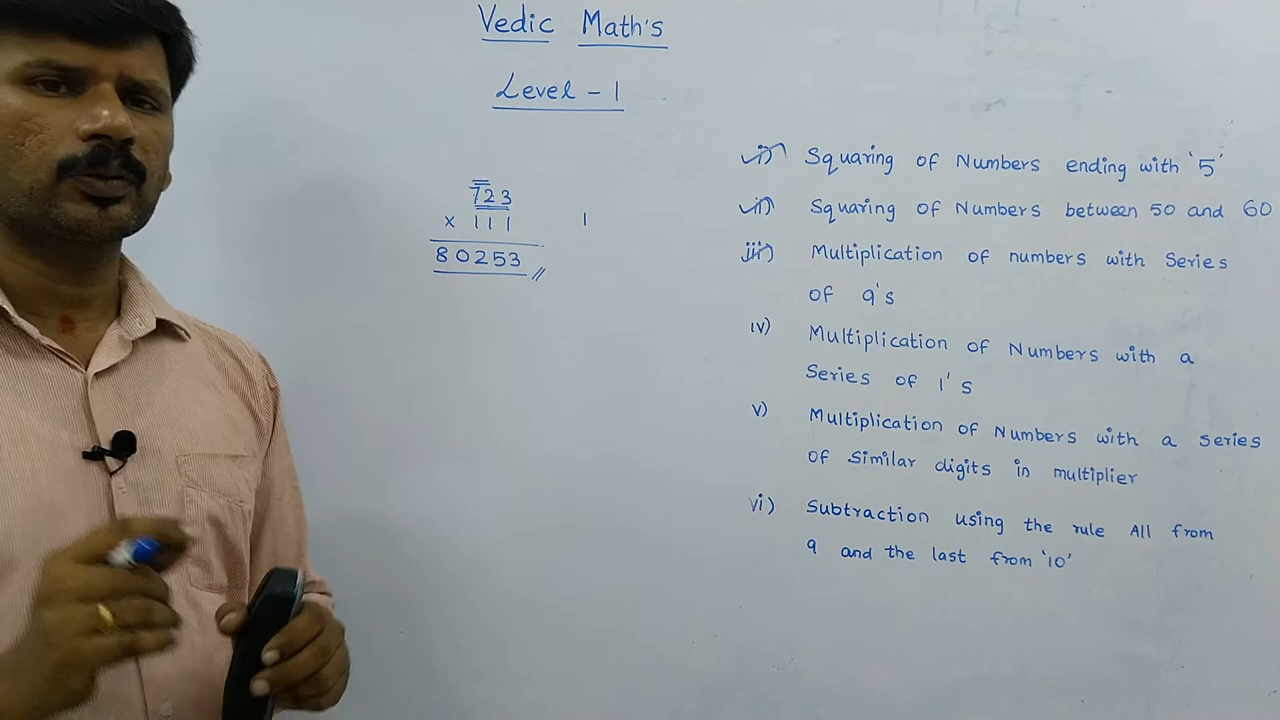 Vedic Math's
Level - 1
723
x 111
1
80253 //
i) Squaring of Numbers ending with '5'
ii) Squaring of Numbers between 50 and 60
iii) Multiplication of numbers with Series
of 9's
iv) Multiplication of Numbers with a
Series of 1's
v) Multiplication of Numbers with a series
of similar digits in multiplier
vi) Subtraction using the rule All from
9 and the last from '10'